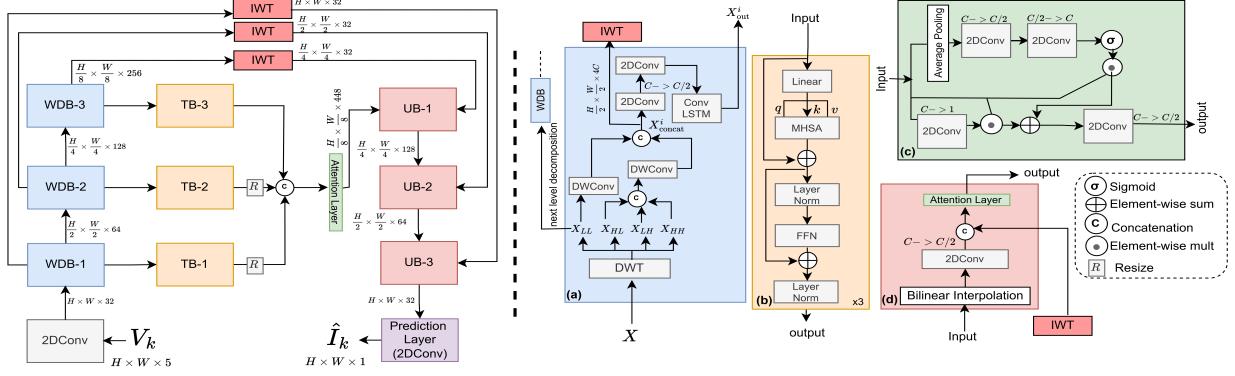 IWT
H × W × 32
IWT
H/2 × W/2 × 32
IWT
H/4 × W/4 × 32
H/8 × W/8 × 256
WDB-3
TB-3
UB-1
H/8 × W/8 × 448
H/4 × W/4 × 128
H/4 × W/4 × 128
WDB-2
TB-2
R
C
Attention Layer
UB-2
H/2 × W/2 × 64
H/2 × W/2 × 64
WDB-1
TB-1
R
UB-3
H × W × 32
H × W × 32
2DConv
V_k
H × W × 5
Î_k
H × W × 1
Prediction
Layer
(2DConv)
X^i_out
IWT
WDB
next level decomposition
2DConv
C− > C/2
H/2 × W/2 × 4C
2DConv
Conv
LSTM
X^i_concat
C
DWConv
DWConv
C
X_LL
X_HL
X_LH
X_HH
DWT
(a)
X
Input
Linear
q
k
v
MHSA
Layer
Norm
FFN
Layer
Norm
(b)
x3
output
Input
Average Pooling
C− > C/2
2DConv
C/2− > C
2DConv
σ
C− > 1
2DConv
2DConv
C− > C/2
(c)
output
output
Attention Layer
C
C− > C/2
2DConv
Bilinear Interpolation
(d)
Input
IWT
σ Sigmoid
Element-wise sum
C Concatenation
Element-wise mult
R Resize